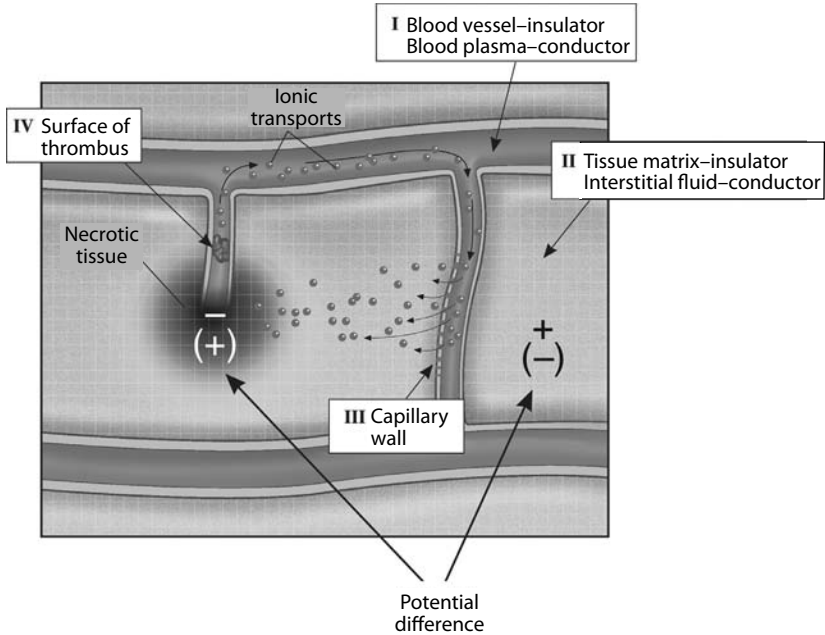 I Blood vessel–insulator
Blood plasma–conductor
Ionic
transports
IV Surface of
thrombus
II Tissue matrix–insulator
Interstitial fluid–conductor
Necrotic
tissue
−
(+)
+
(−)
III Capillary
wall
Potential
difference